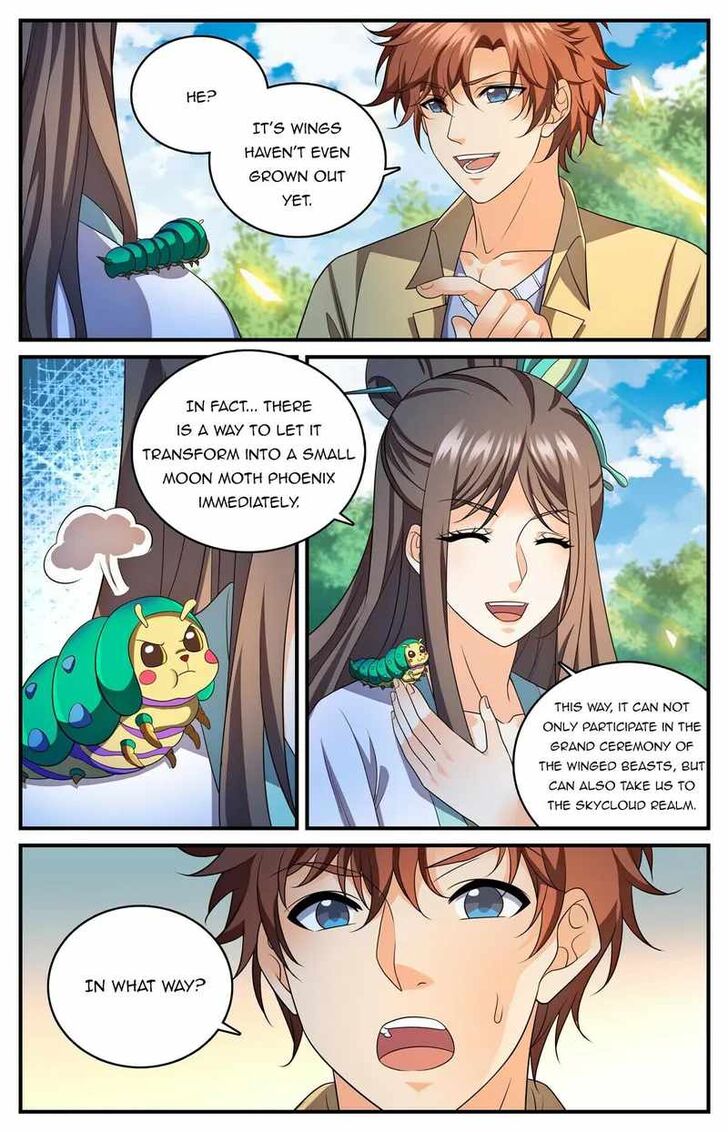 HE?
IT'S WINGS
HAVEN'T EVEN
GROWN OUT
YET.
IN FACT... THERE
IS A WAY TO LET IT
TRANSFORM INTO A SMALL
MOON MOTH PHOENIX
IMMEDIATELY.
THIS WAY, IT CAN NOT
ONLY PARTICIPATE IN THE
GRAND CEREMONY OF
THE WINGED BEASTS, BUT
CAN ALSO TAKE US TO
THE SKYCLOUD REALM.
IN WHAT WAY?